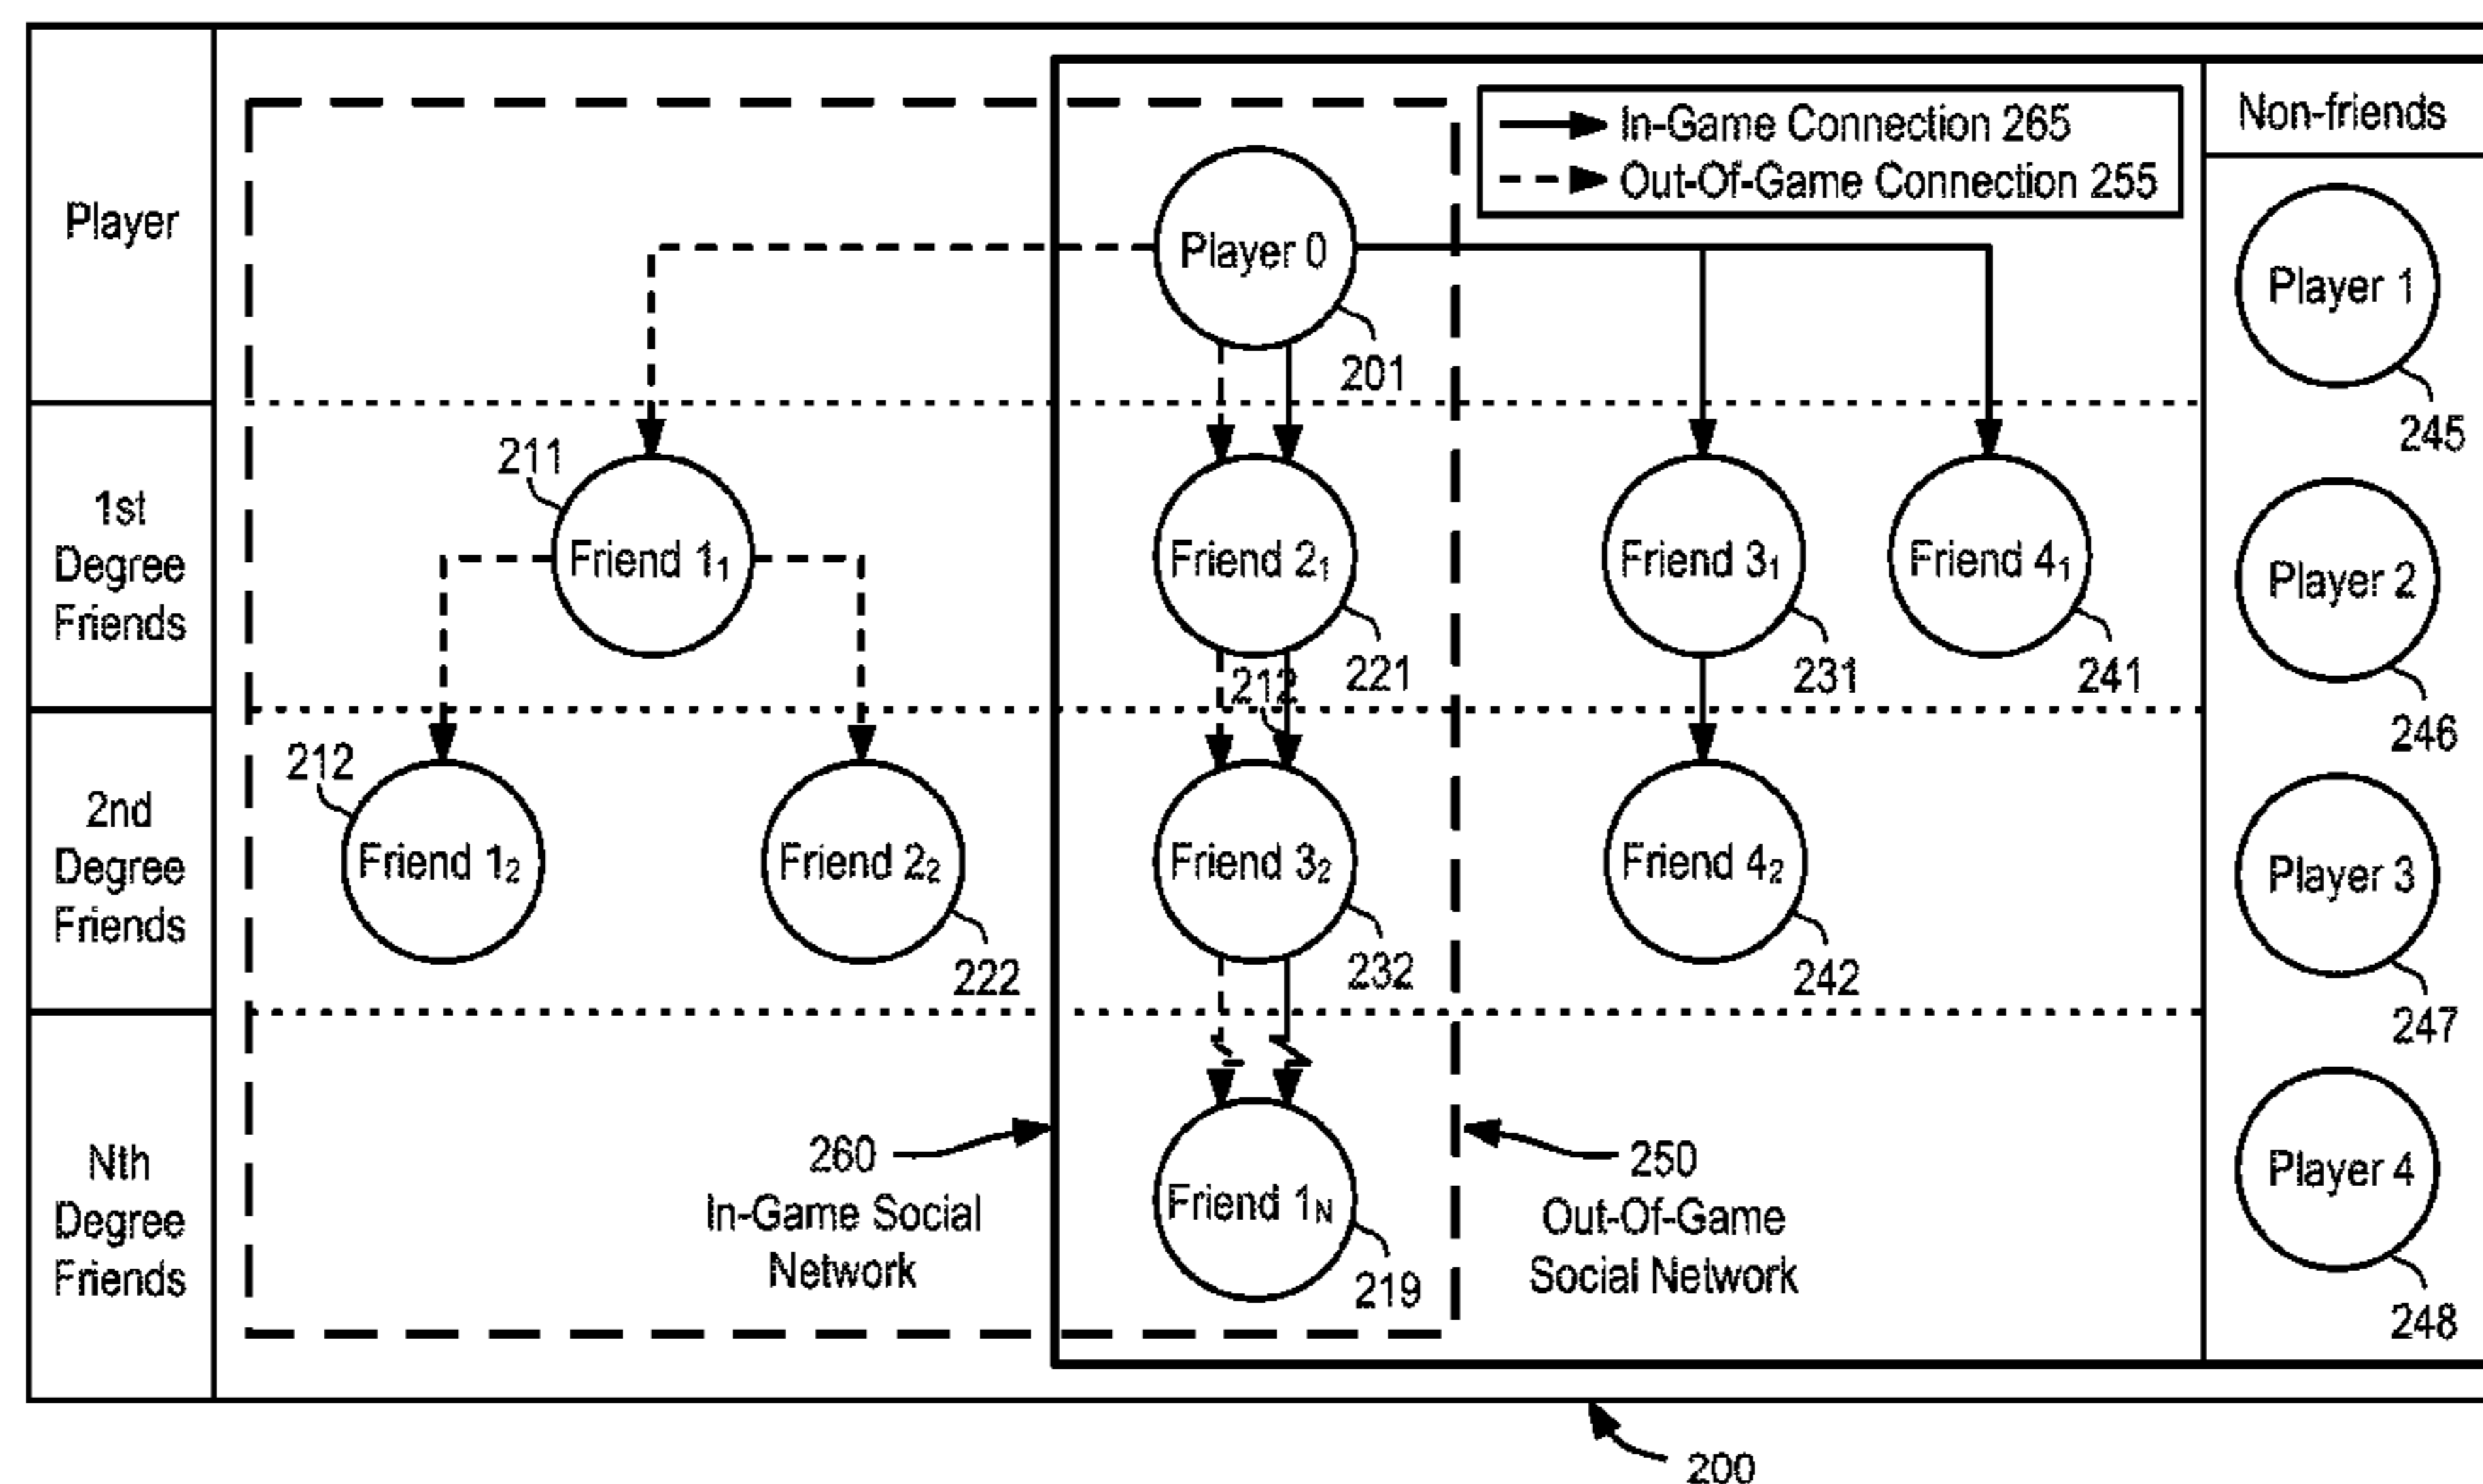 In-Game Connection 265
Out-Of-Game Connection 255
Non-friends
Player
Player 0
201
Player 1
245
1st
Degree
Friends
211
Friend 1₁
Friend 2₁
221
212
Friend 3₁
231
Friend 4₁
241
Player 2
246
2nd
Degree
Friends
212
Friend 1₂
Friend 2₂
222
Friend 3₂
232
Friend 4₂
242
Player 3
247
Nth
Degree
Friends
260
In-Game Social
Network
Friend 1N
219
250
Out-Of-Game
Social Network
Player 4
248
200